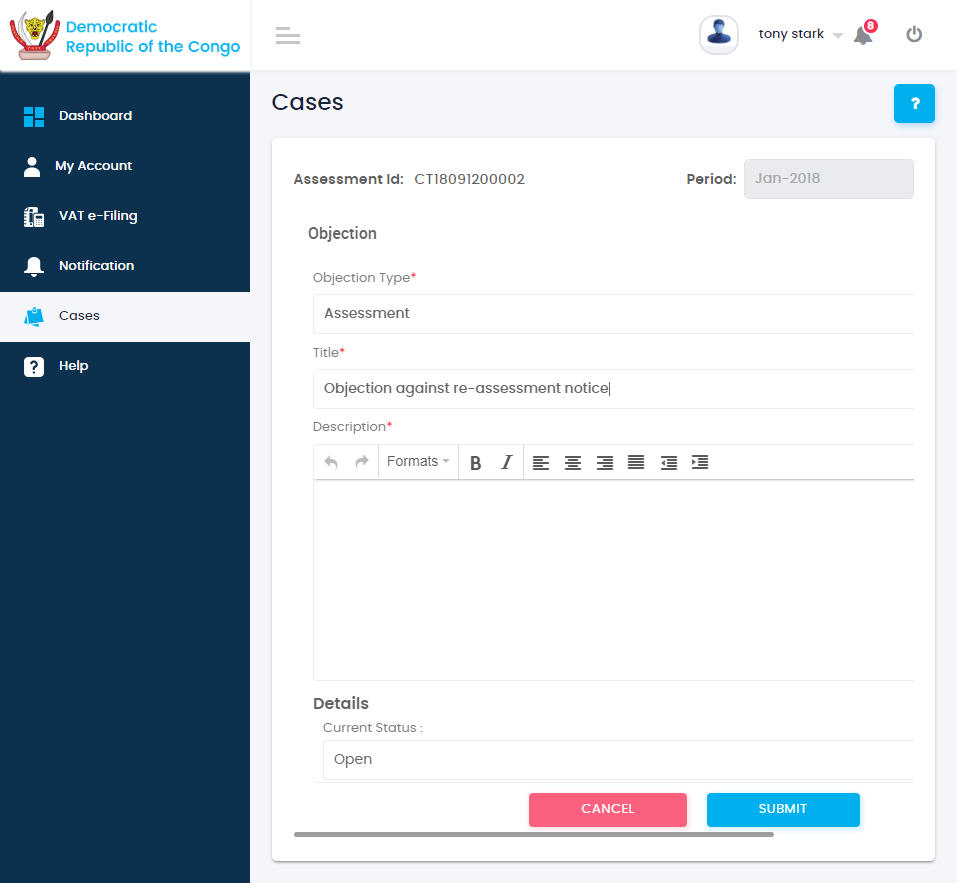 Democratic
Republic of the Congo
tony stark
8
Dashboard
My Account
VAT e-Filing
Notification
Cases
Help
Cases
?
Assessment Id: CT18091200002
Period: Jan-2018
Objection
Objection Type*
Assessment
Title*
Objection against re-assessment notice
Description*
Formats
B I
Details
Current Status :
Open
CANCEL
SUBMIT